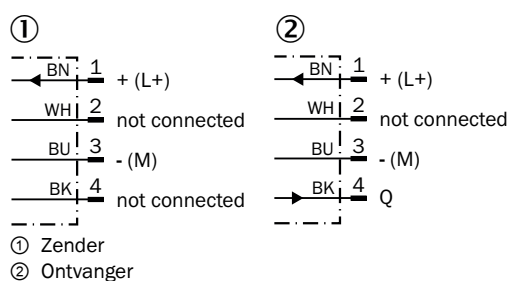 ① ②
BN 1 + (L+)
WH 2 not connected
BU 3 - (M)
BK 4 not connected
BN 1 + (L+)
WH 2 not connected
BU 3 - (M)
BK 4 Q
① Zender
② Ontvanger